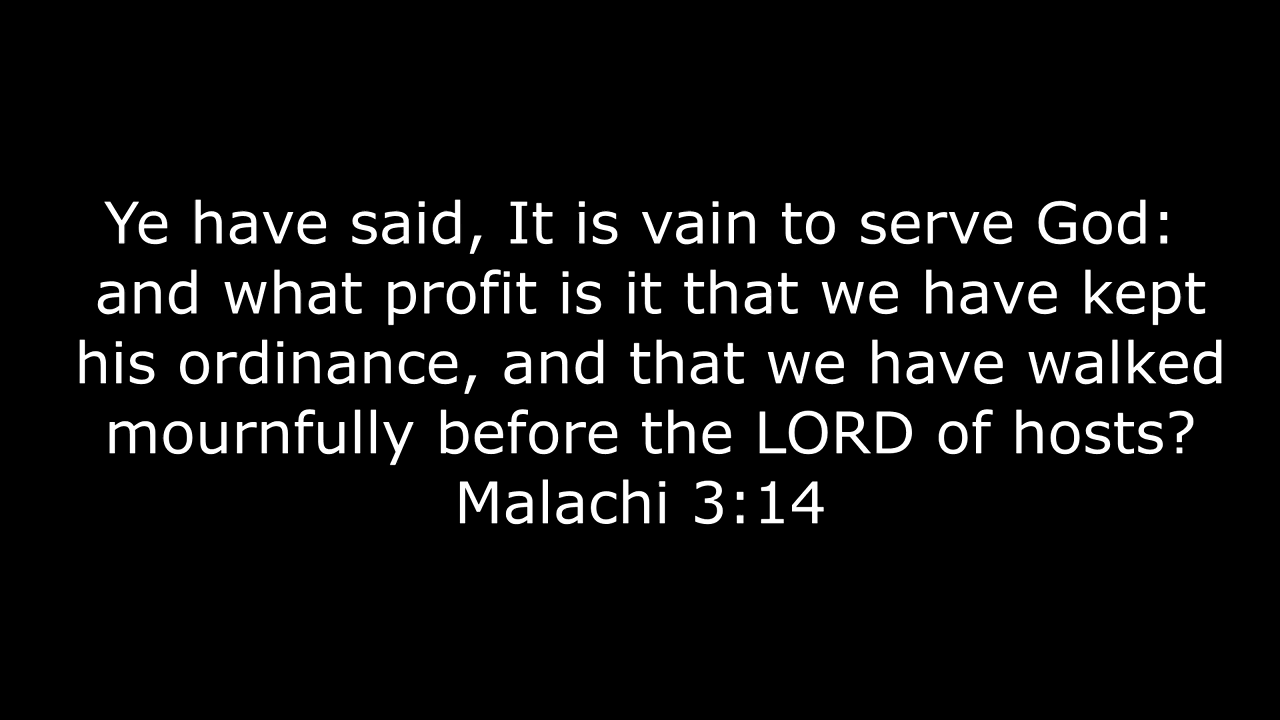 Ye have said, It is vain to serve God:
and what profit is it that we have kept
his ordinance, and that we have walked
mournfully before the LORD of hosts?
Malachi 3:14